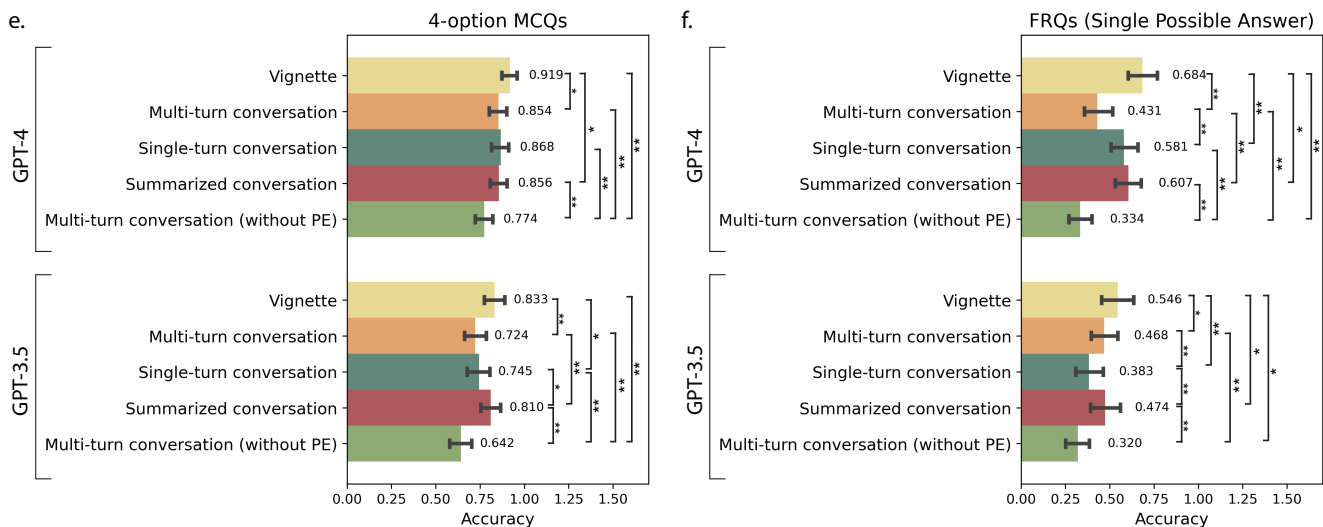 e.
4-option MCQs
GPT-4
Vignette
0.919
Multi-turn conversation
0.854
Single-turn conversation
0.868
Summarized conversation
0.856
Multi-turn conversation (without PE)
0.774
*
*
**
**
**
**
GPT-3.5
Vignette
0.833
Multi-turn conversation
0.724
Single-turn conversation
0.745
Summarized conversation
0.810
Multi-turn conversation (without PE)
0.642
**
*
**
*
**
**
**
**
0.00 0.25 0.50 0.75 1.00 1.25 1.50
Accuracy
f.
FRQs (Single Possible Answer)
GPT-4
Vignette
0.684
Multi-turn conversation
0.431
Single-turn conversation
0.581
Summarized conversation
0.607
Multi-turn conversation (without PE)
0.334
**
**
**
**
**
**
**
*
**
GPT-3.5
Vignette
0.546
Multi-turn conversation
0.468
Single-turn conversation
0.383
Summarized conversation
0.474
Multi-turn conversation (without PE)
0.320
*
**
**
**
**
**
*
*
0.00 0.25 0.50 0.75 1.00 1.25 1.50
Accuracy